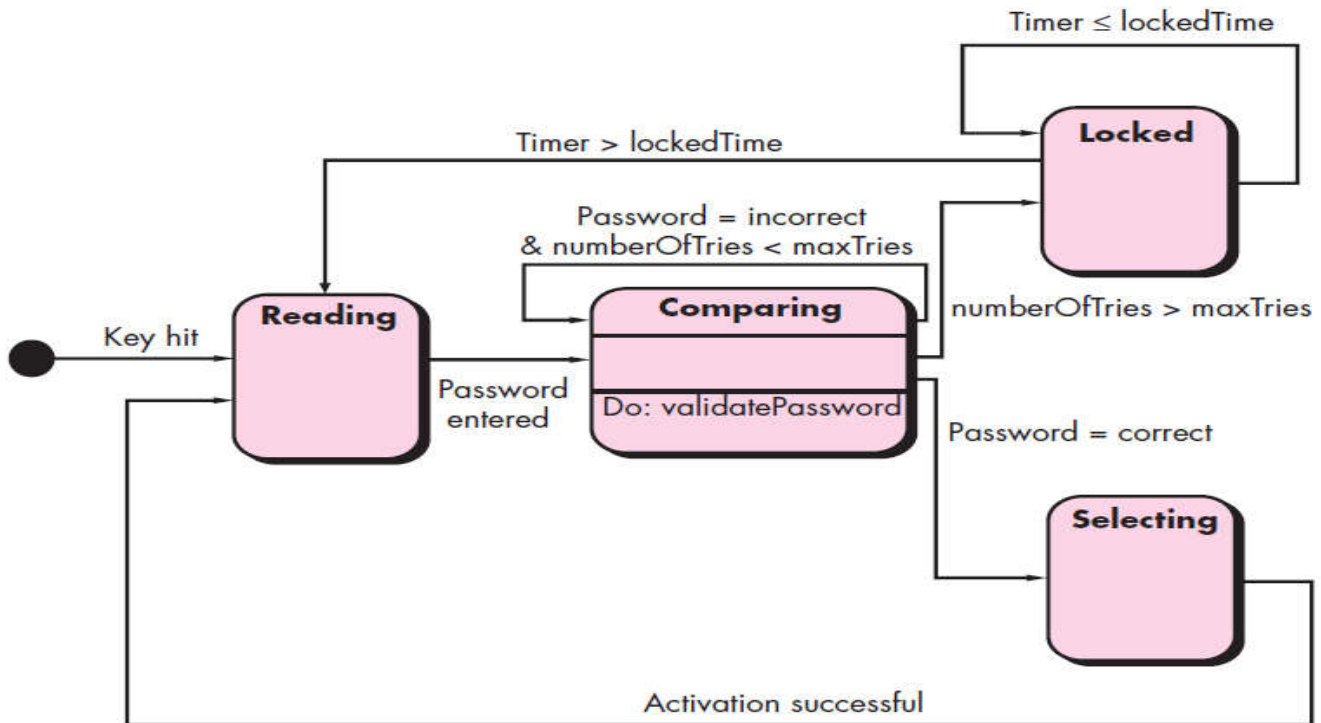 Timer ≤ lockedTime
Locked
Timer > lockedTime
Password = incorrect
& numberOfTries < maxTries
numberOfTries > maxTries
Comparing
Reading
Key hit
Password
entered
Do: validatePassword
Password = correct
Selecting
Activation successful